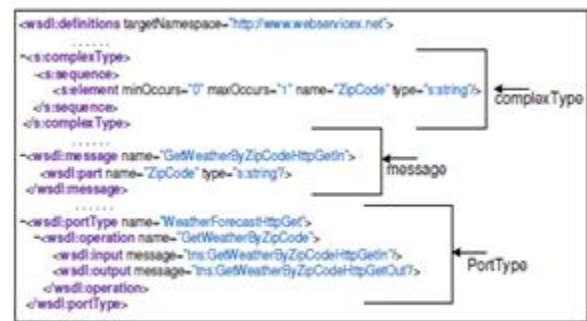 <wsdl:definitions targetNamespace="http://www.webservicex.net">
......
~<s:complexType>
~<s:sequence>
<s:element minOccurs="0" maxOccurs="1" name="ZipCode" type="s:string"/>
</s:sequence>
</s:complexType>
complexType
......
~<wsdl:message name="GetWeatherByZipCodeHttpGetIn">
<wsdl:part name="ZipCode" type="s:string"/>
</wsdl:message>
message
......
~<wsdl:portType name="WeatherForecastHttpGet">
~<wsdl:operation name="GetWeatherByZipCode">
<wsdl:input message="tns:GetWeatherByZipCodeHttpGetIn"/>
<wsdl:output message="tns:GetWeatherByZipCodeHttpGetOut"/>
</wsdl:operation>
</wsdl:portType>
PortType